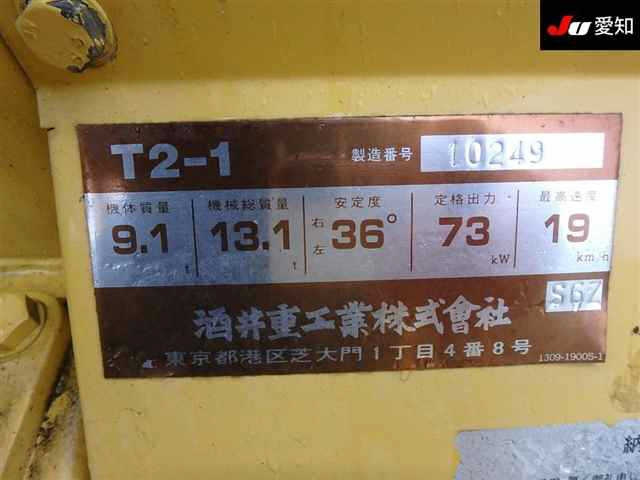 JU 愛知
T2-1 製造番号 10249
機体質量 機械総質量 安定度 定格出力 最高速度
9.1 t 13.1 t 右左 36° 73 kW 19 km/h
S6Z
酒井重工業株式會社
東京都港区芝大門1丁目4番8号 1309-19005-1
納